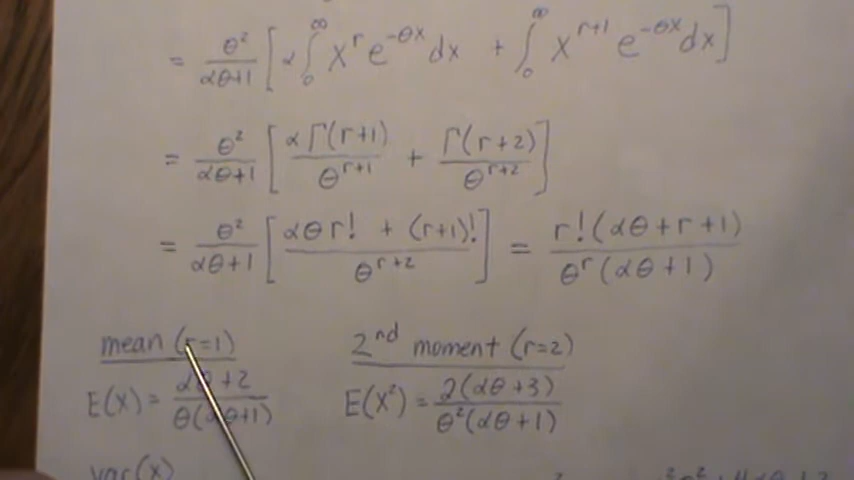 = θ²/(αθ+1) [α ∫₀^∞ x^r e^(-θx) dx + ∫₀^∞ x^(r+1) e^(-θx) dx]
= θ²/(αθ+1) [αΓ(r+1)/θ^(r+1) + Γ(r+2)/θ^(r+2)]
= θ²/(αθ+1) [(αθ r! + (r+1)!)/θ^(r+2)] = r!(αθ+r+1)/(θ^r(αθ+1))
mean (r=1) 2nd moment (r=2)
E(X) = (αθ+2)/(θ(αθ+1)) E(X²) = 2(αθ+3)/(θ²(αθ+1))
var(x)